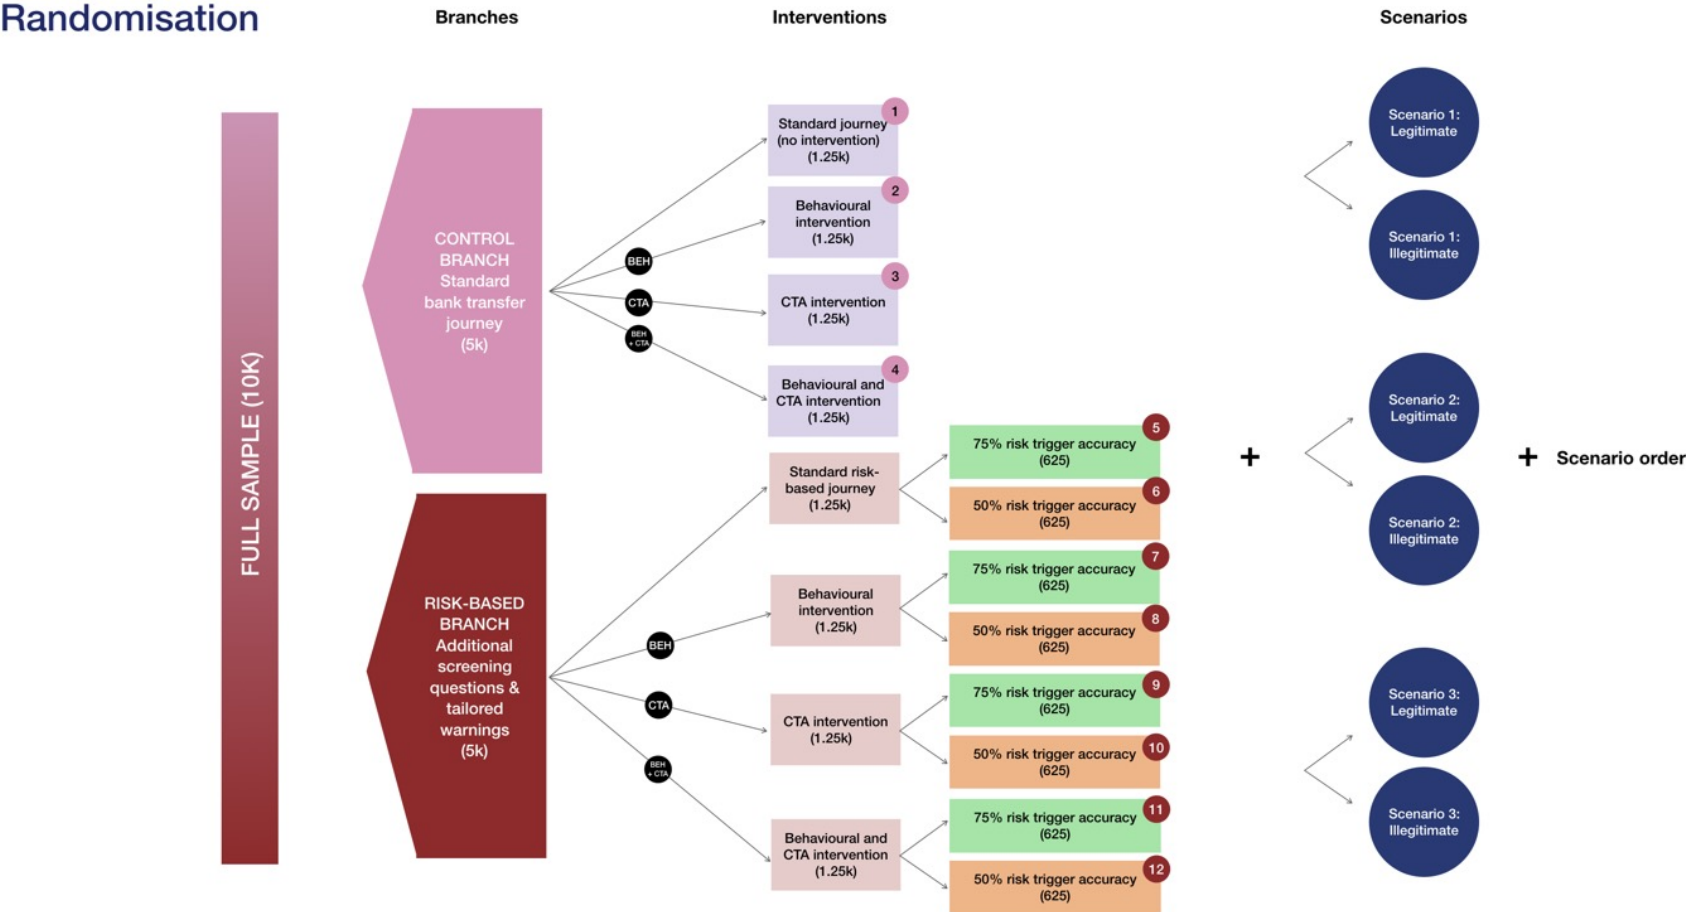 Randomisation
Branches
Interventions
Scenarios
FULL SAMPLE (10K)
CONTROL
BRANCH
Standard
bank transfer
journey
(5k)
RISK-BASED
BRANCH
Additional
screening
questions &
tailored
warnings
(5k)
BEH
CTA
BEH
+ CTA
1
Standard journey
(no intervention)
(1.25k)
2
Behavioural
intervention
(1.25k)
3
CTA intervention
(1.25k)
4
Behavioural and
CTA intervention
(1.25k)
BEH
CTA
BEH
+ CTA
Standard risk-
based journey
(1.25k)
5
75% risk trigger accuracy
(625)
6
50% risk trigger accuracy
(625)
Behavioural
intervention
(1.25k)
7
75% risk trigger accuracy
(625)
8
50% risk trigger accuracy
(625)
CTA intervention
(1.25k)
9
75% risk trigger accuracy
(625)
10
50% risk trigger accuracy
(625)
Behavioural and
CTA intervention
(1.25k)
11
75% risk trigger accuracy
(625)
12
50% risk trigger accuracy
(625)
+
Scenario 1:
Legitimate
Scenario 1:
Illegitimate
Scenario 2:
Legitimate
Scenario 2:
Illegitimate
Scenario 3:
Legitimate
Scenario 3:
Illegitimate
+ Scenario order